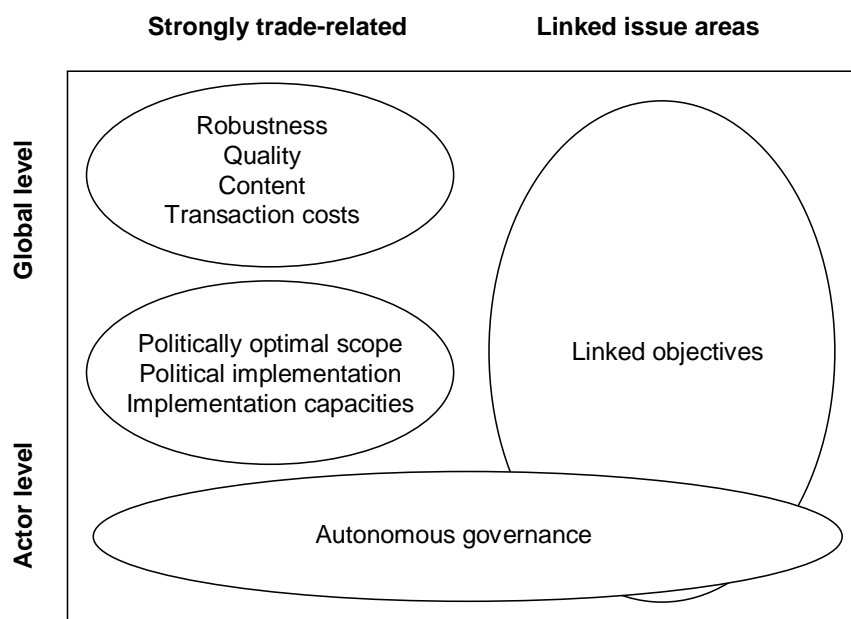 Strongly trade-related
Linked issue areas
Global level
Robustness
Quality
Content
Transaction costs
Politically optimal scope
Political implementation
Implementation capacities
Linked objectives
Actor level
Autonomous governance